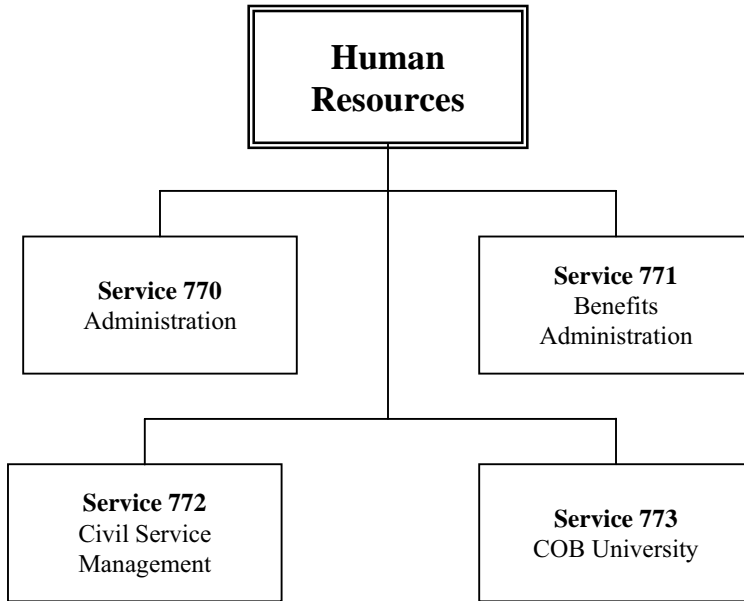 Human
Resources
Service 770
Administration
Service 771
Benefits
Administration
Service 772
Civil Service
Management
Service 773
COB University